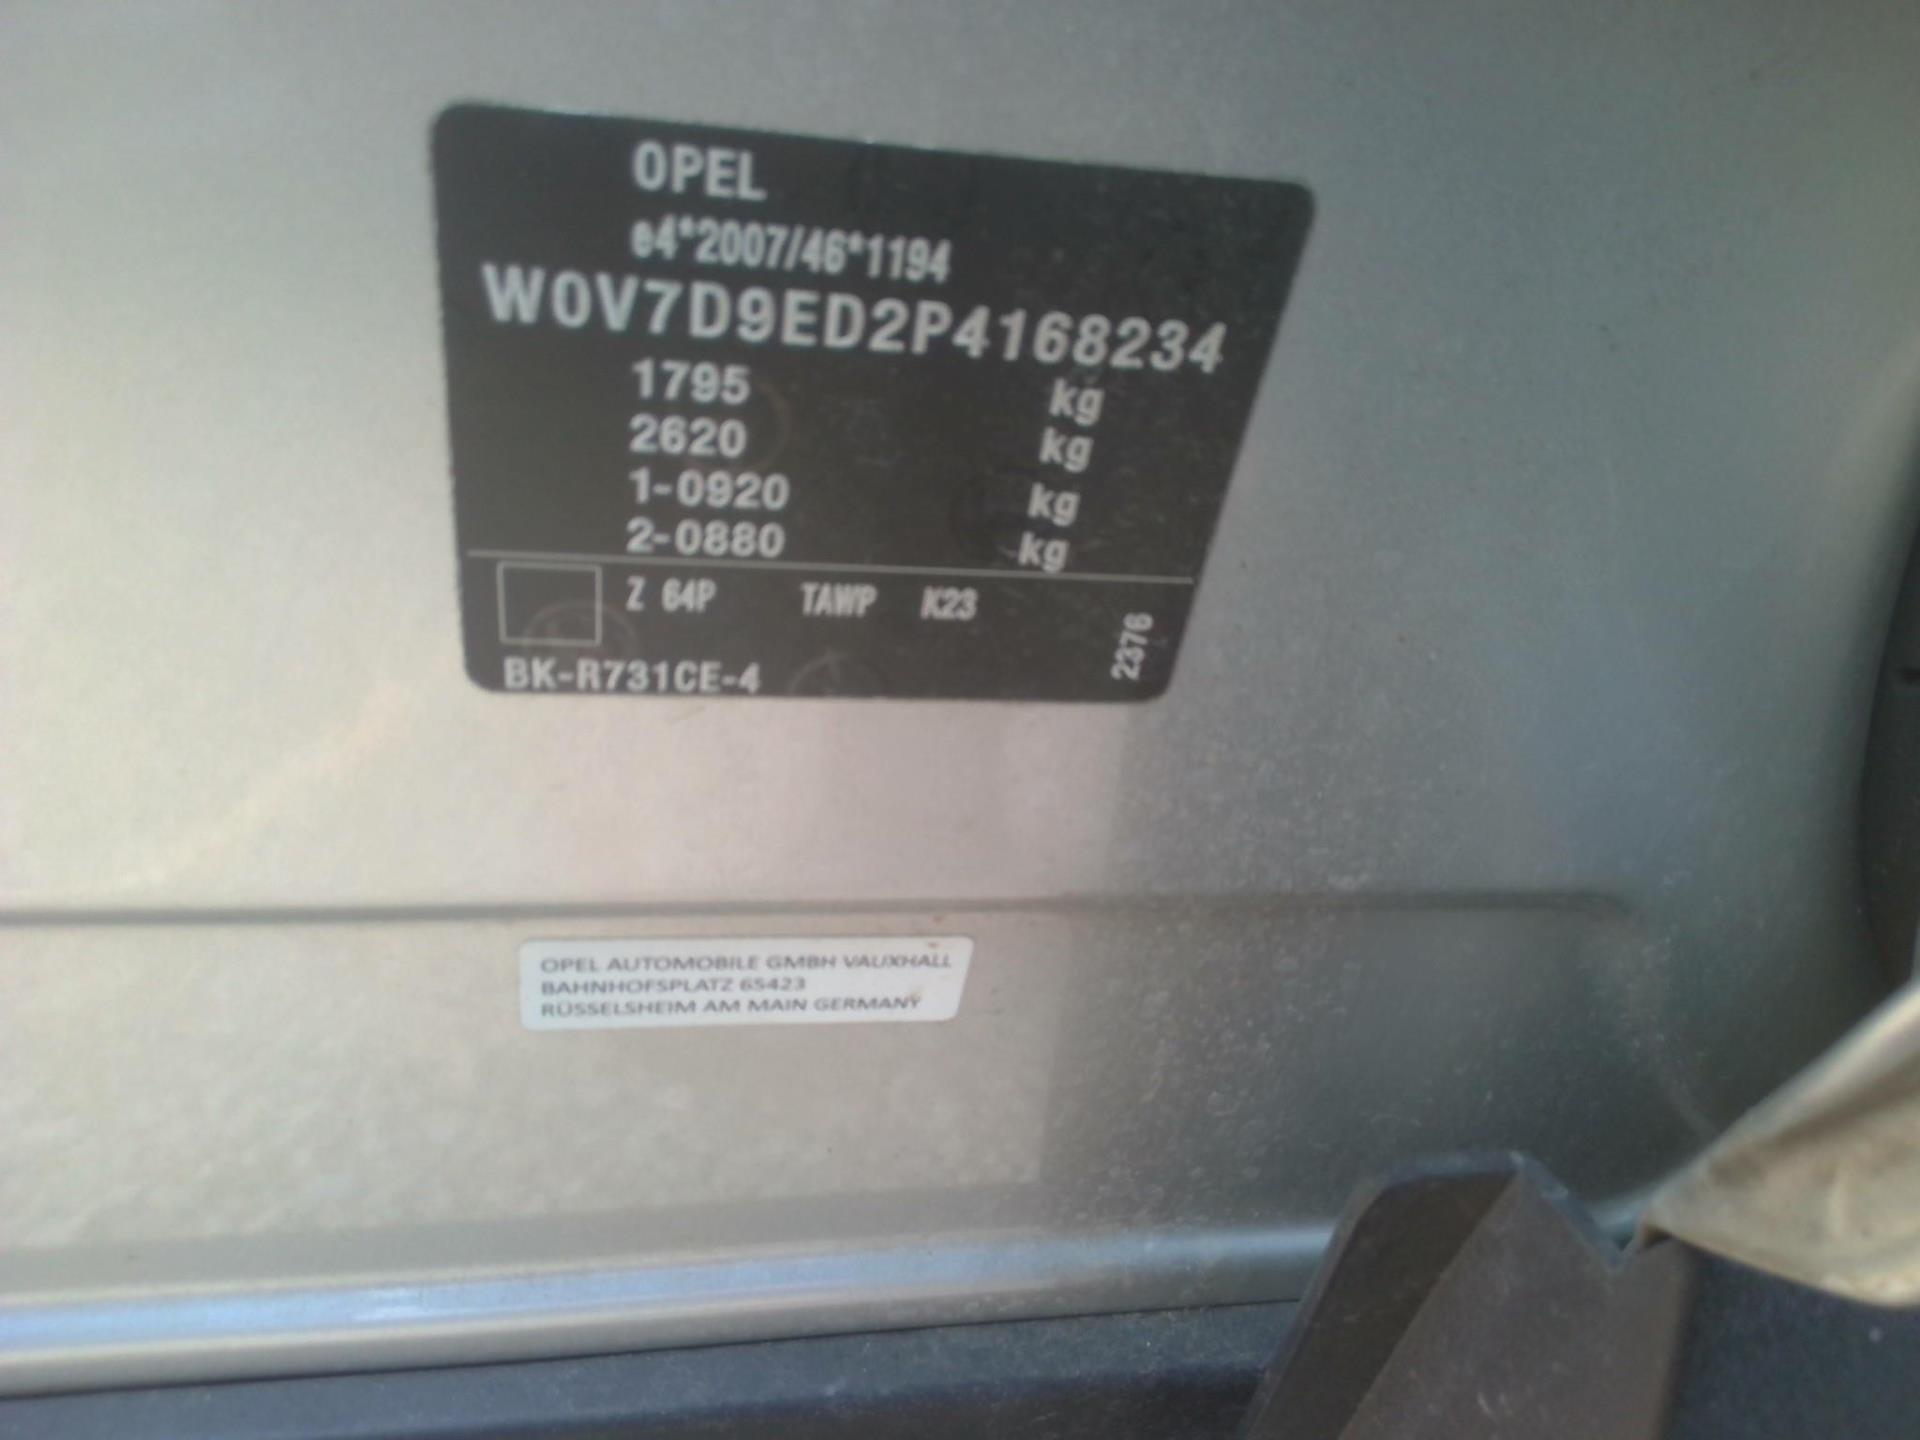 OPEL
e4*2007/46*1194
W0V7D9ED2P4168234
1795 kg
2620 kg
1-0920 kg
2-0880 kg
Z 64P TAWP K23
2376
BK-R731CE-4
OPEL AUTOMOBILE GMBH VAUXHALL
BAHNHOFSPLATZ 65423
RÜSSELSHEIM AM MAIN GERMANY